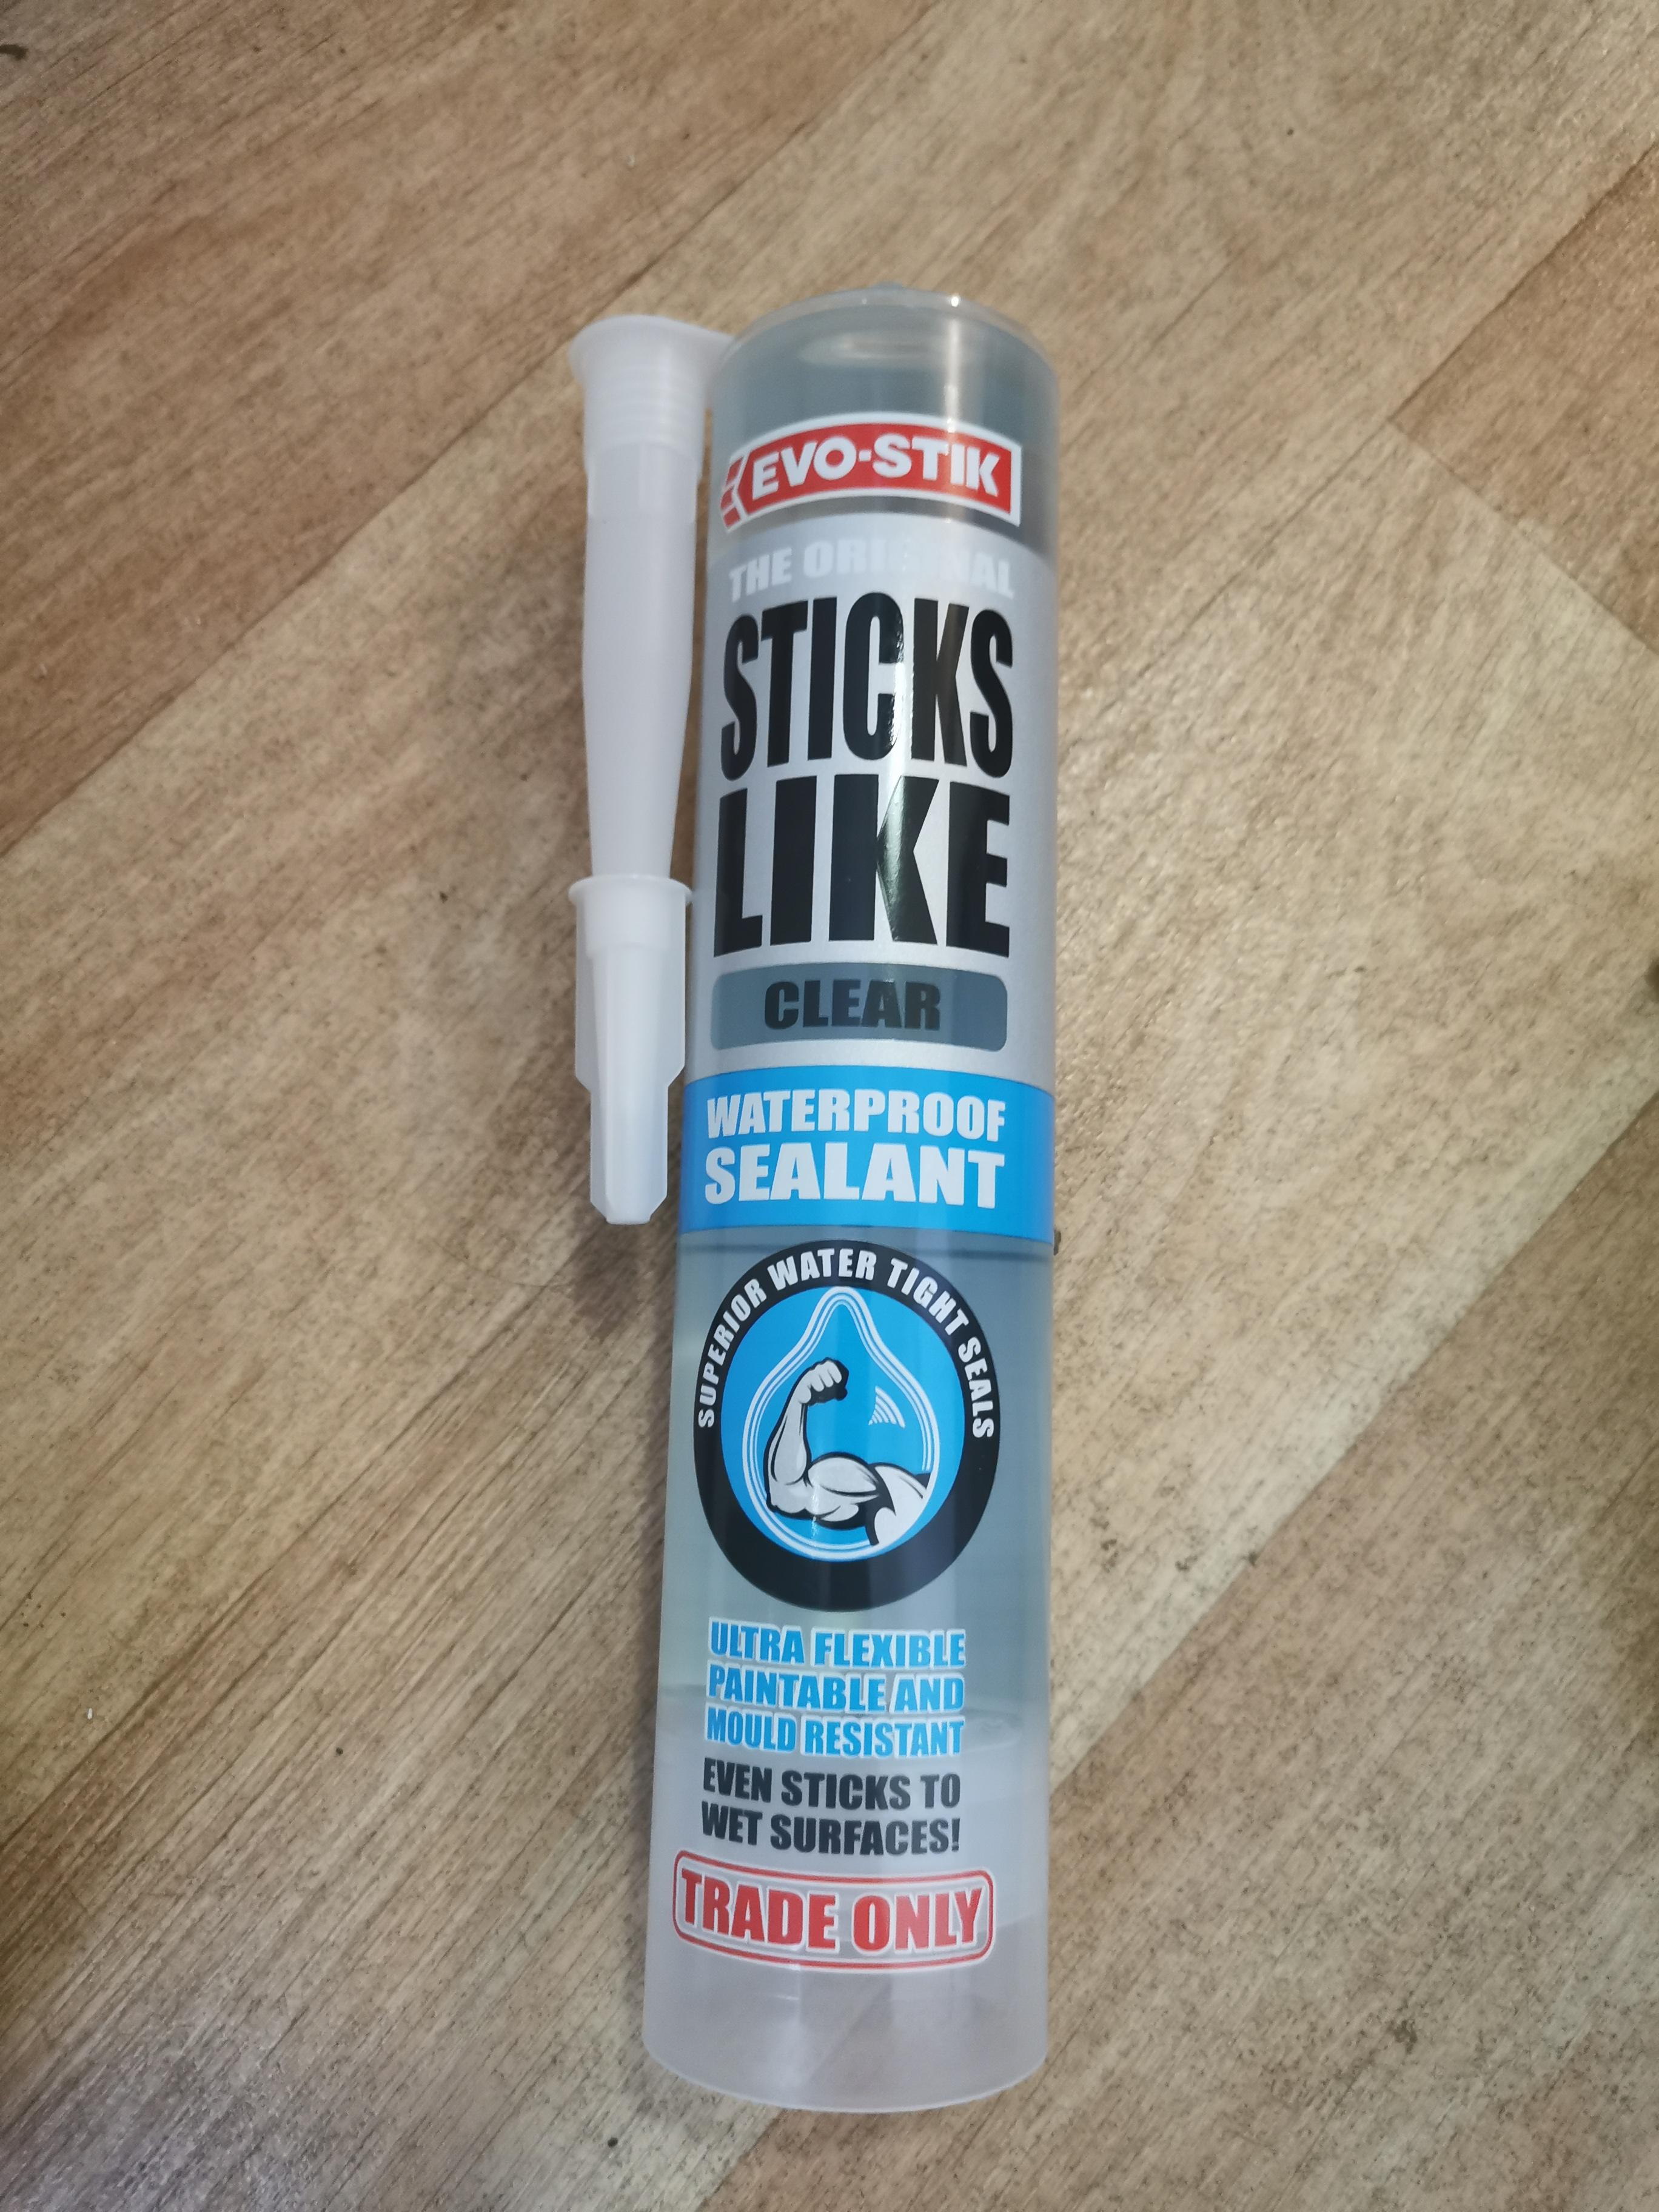 EVO-STIK
THE ORIGINAL
STICKS
LIKE
CLEAR
WATERPROOF
SEALANT
SUPERIOR WATER TIGHT SEALS
ULTRA FLEXIBLE
PAINTABLE AND
MOULD RESISTANT
EVEN STICKS TO
WET SURFACES!
TRADE ONLY